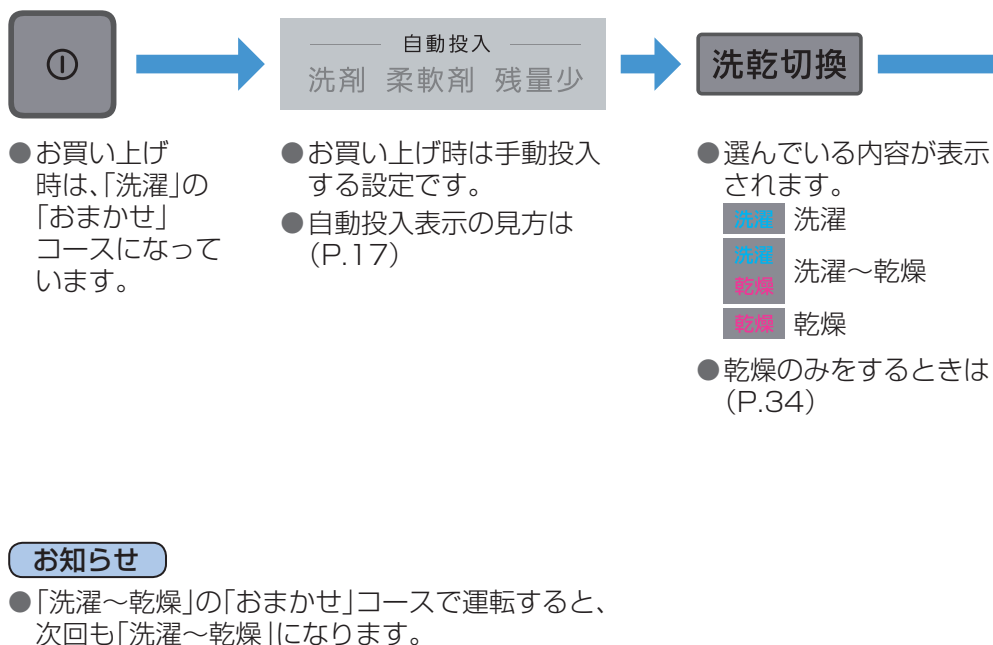 自動投入
洗剤 柔軟剤 残量少
洗乾切換
●お買い上げ
時は、「洗濯」の
「おまかせ」
コースになって
います。
●お買い上げ時は手動投入
する設定です。
●自動投入表示の見方は
(P.17)
●選んでいる内容が表示
されます。
洗濯 洗濯
洗濯
乾燥 洗濯～乾燥
乾燥 乾燥
●乾燥のみをするときは
(P.34)
お知らせ
●「洗濯～乾燥」の「おまかせ」コースで運転すると、
次回も「洗濯～乾燥」になります。